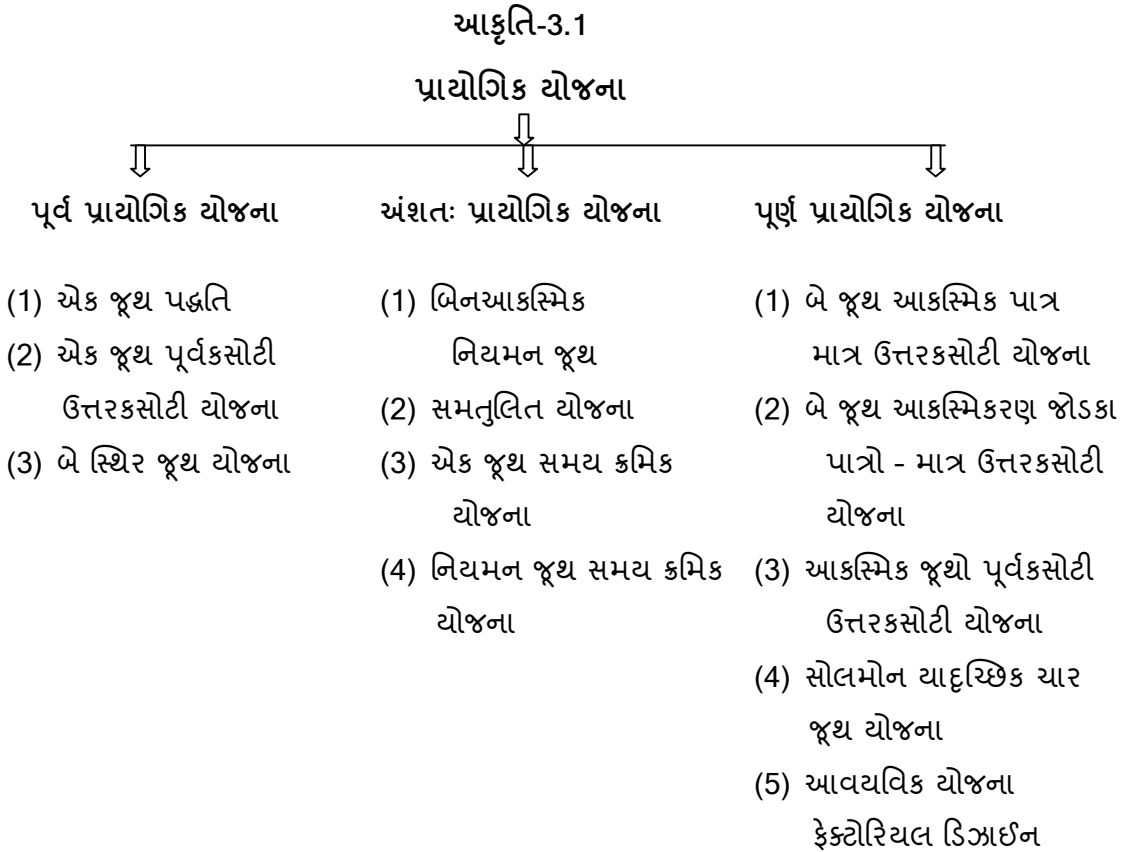 આકૃતિ-3.1
પ્રાયોગિક યોજના
પૂર્વ પ્રાયોગિક યોજના
(1) એક જૂથ પદ્ધતિ
(2) એક જૂથ પૂર્વકસોટી
ઉત્તરકસોટી યોજના
(3) બે સ્થિર જૂથ યોજના
અંશતઃ પ્રાયોગિક યોજના
(1) બિનઆકસ્મિક
નિયમન જૂથ
(2) સમતુલિત યોજના
(3) એક જૂથ સમય ક્રમિક
યોજના
(4) નિયમન જૂથ સમય ક્રમિક
યોજના
પૂર્ણ પ્રાયોગિક યોજના
(1) બે જૂથ આકસ્મિક પાત્ર
માત્ર ઉત્તરકસોટી યોજના
(2) બે જૂથ આકસ્મિકરણ જોડકા
પાત્રો - માત્ર ઉત્તરકસોટી
યોજના
(3) આકસ્મિક જૂથો પૂર્વકસોટી
ઉત્તરકસોટી યોજના
(4) સોલમોન યાદૃચ્છિક ચાર
જૂથ યોજના
(5) આવયવિક યોજના
ફેક્ટોરિયલ ડિઝાઈન